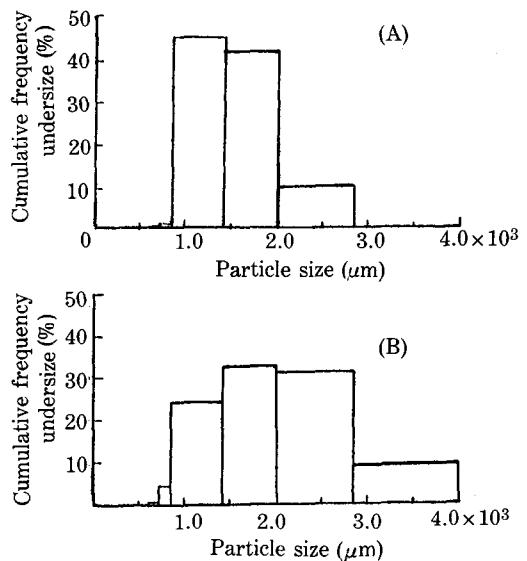 (A)
Cumulative frequency
undersize (%)
50
40
30
20
10
0 1.0 2.0 3.0 4.0 × 10³
Particle size (μm)
(B)
Cumulative frequency
undersize (%)
50
40
30
20
10
1.0 2.0 3.0 4.0 × 10³
Particle size (μm)